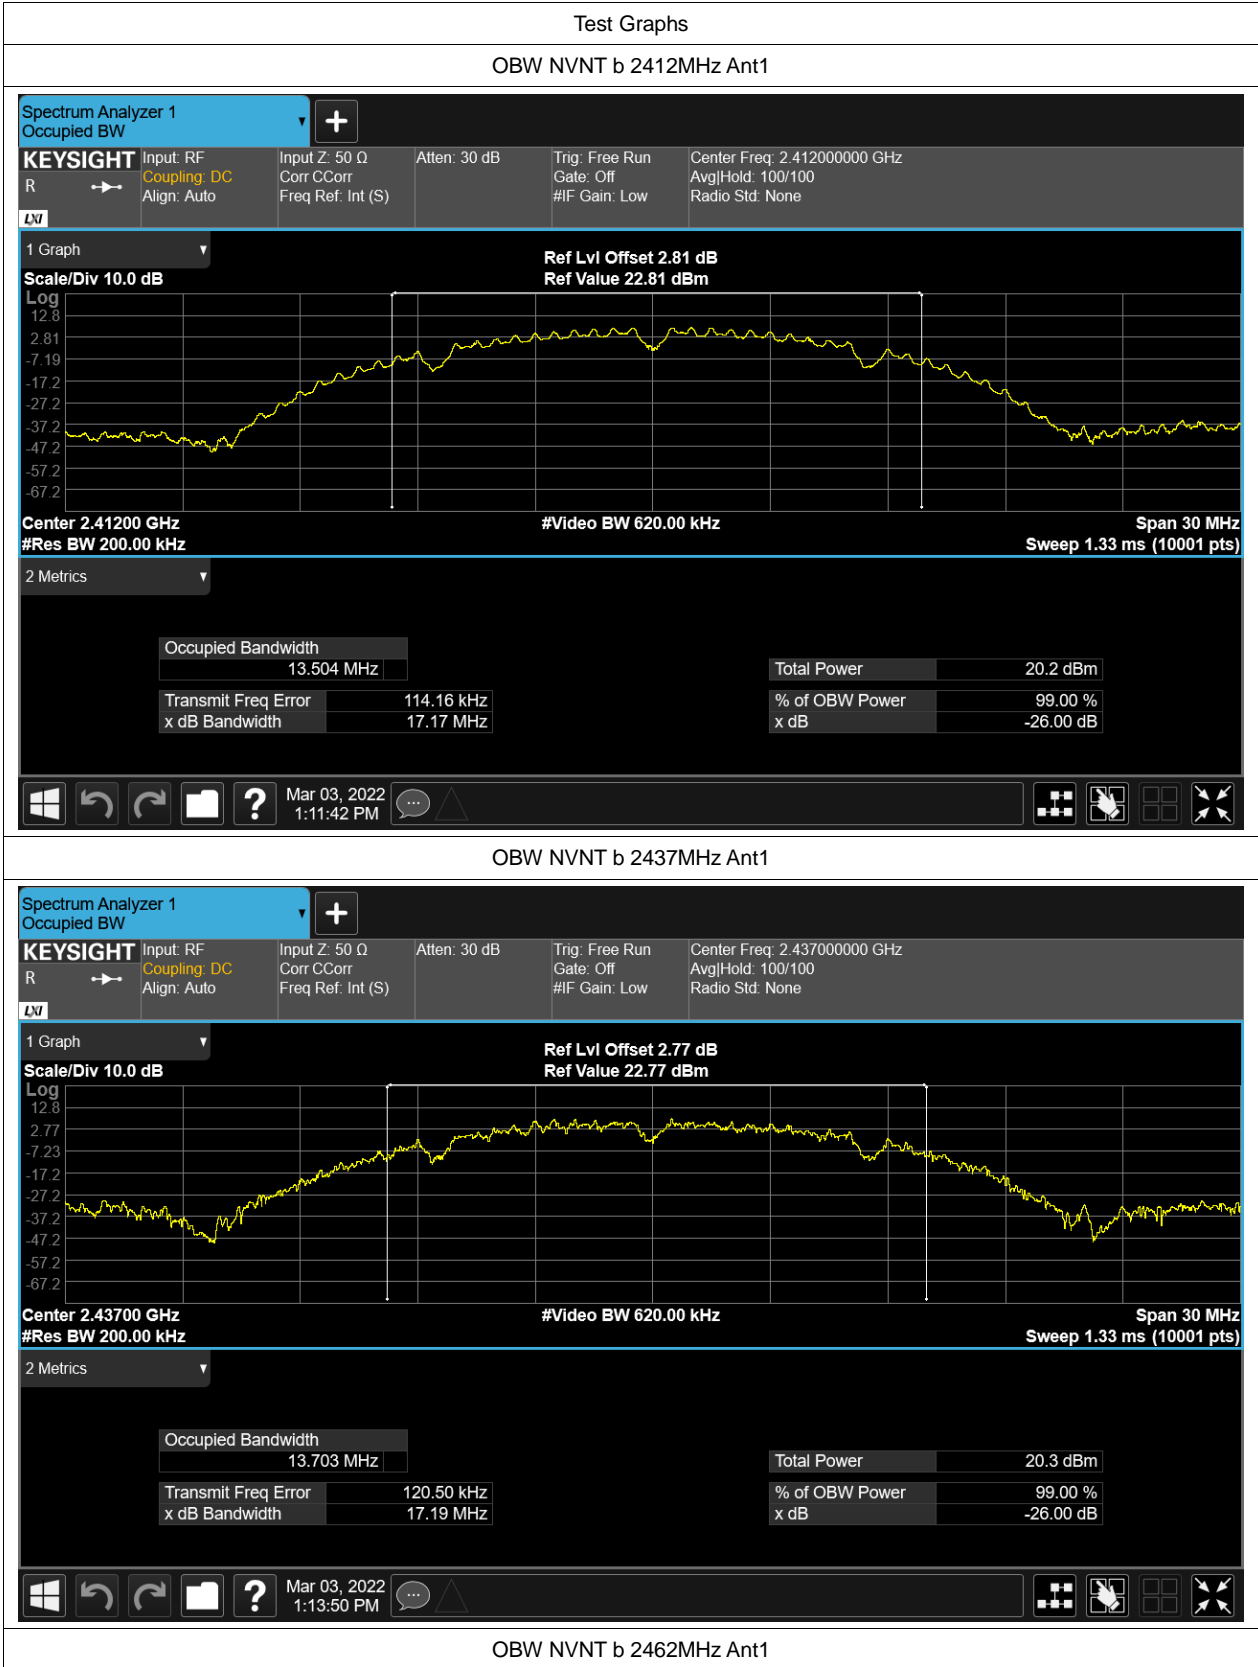 Test Graphs
OBW NVNT b 2412MHz Ant1
Spectrum Analyzer 1
Occupied BW
KEYSIGHT
R
LXI
Input: RF
Coupling: DC
Align: Auto
Input Z: 50 Ω
Corr CCorr
Freq Ref: Int (S)
Atten: 30 dB
Trig: Free Run
Gate: Off
#IF Gain: Low
Center Freq: 2.412000000 GHz
Avg|Hold: 100/100
Radio Std: None
1 Graph
Scale/Div 10.0 dB
Ref Lvl Offset 2.81 dB
Ref Value 22.81 dBm
Log
12.8
2.81
-7.19
-17.2
-27.2
-37.2
-47.2
-57.2
-67.2
Center 2.41200 GHz
#Video BW 620.00 kHz
Span 30 MHz
#Res BW 200.00 kHz
Sweep 1.33 ms (10001 pts)
2 Metrics
Occupied Bandwidth
13.504 MHz
Total Power 20.2 dBm
Transmit Freq Error 114.16 kHz
% of OBW Power 99.00 %
x dB Bandwidth 17.17 MHz
x dB -26.00 dB
?
Mar 03, 2022
1:11:42 PM
OBW NVNT b 2437MHz Ant1
Spectrum Analyzer 1
Occupied BW
KEYSIGHT
R
LXI
Input: RF
Coupling: DC
Align: Auto
Input Z: 50 Ω
Corr CCorr
Freq Ref: Int (S)
Atten: 30 dB
Trig: Free Run
Gate: Off
#IF Gain: Low
Center Freq: 2.437000000 GHz
Avg|Hold: 100/100
Radio Std: None
1 Graph
Scale/Div 10.0 dB
Ref Lvl Offset 2.77 dB
Ref Value 22.77 dBm
Log
12.8
2.77
-7.23
-17.2
-27.2
-37.2
-47.2
-57.2
-67.2
Center 2.43700 GHz
#Video BW 620.00 kHz
Span 30 MHz
#Res BW 200.00 kHz
Sweep 1.33 ms (10001 pts)
2 Metrics
Occupied Bandwidth
13.703 MHz
Total Power 20.3 dBm
Transmit Freq Error 120.50 kHz
% of OBW Power 99.00 %
x dB Bandwidth 17.19 MHz
x dB -26.00 dB
?
Mar 03, 2022
1:13:50 PM
OBW NVNT b 2462MHz Ant1